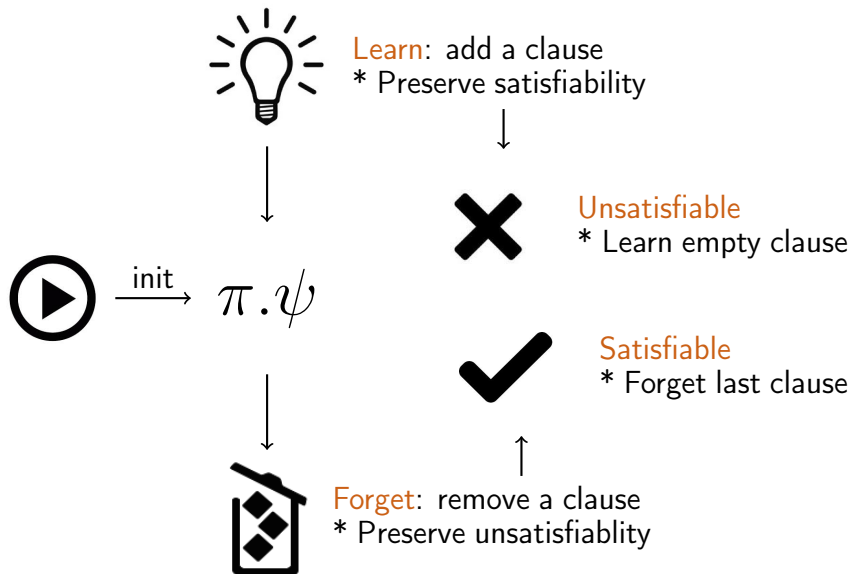 Learn: add a clause
* Preserve satisfiability
Unsatisfiable
* Learn empty clause
init
π.ψ
Satisfiable
* Forget last clause
Forget: remove a clause
* Preserve unsatisfiablity